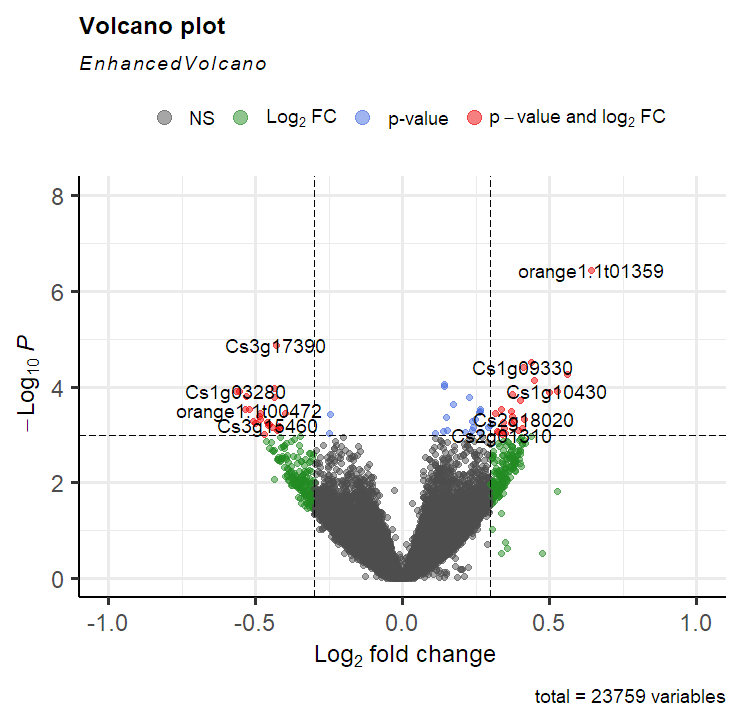 Volcano plot
EnhancedVolcano
NS Log2 FC p-value p − value and log2 FC
8
6
4
2
0
−Log10 P
orange1.1t01359
Cs3g17390
Cs1g09330
Cs1g03280
Cs1g10430
orange1.1t00472
Cs2g18020
Cs3g15460
Cs2g01310
-1.0 -0.5 0.0 0.5 1.0
Log2 fold change
total = 23759 variables